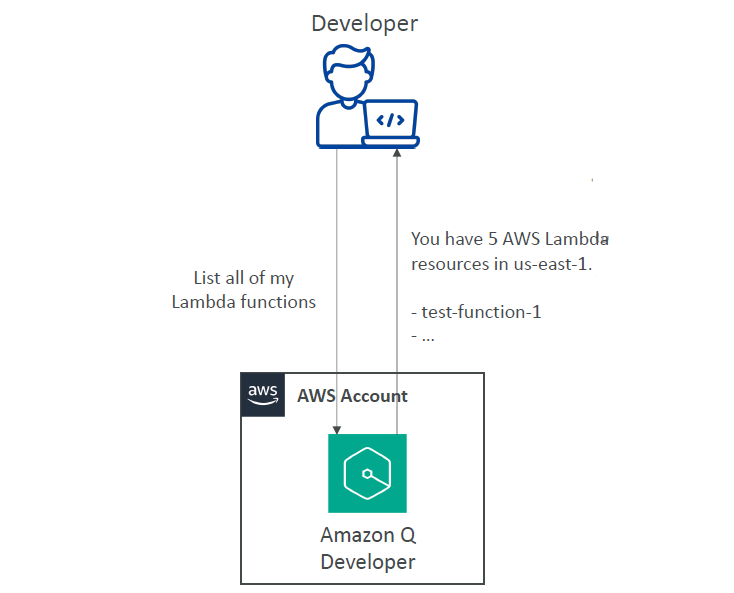 Developer
</>
You have 5 AWS Lambda
resources in us-east-1.
List all of my
Lambda functions
- test-function-1
- ...
aws
AWS Account
Amazon Q
Developer